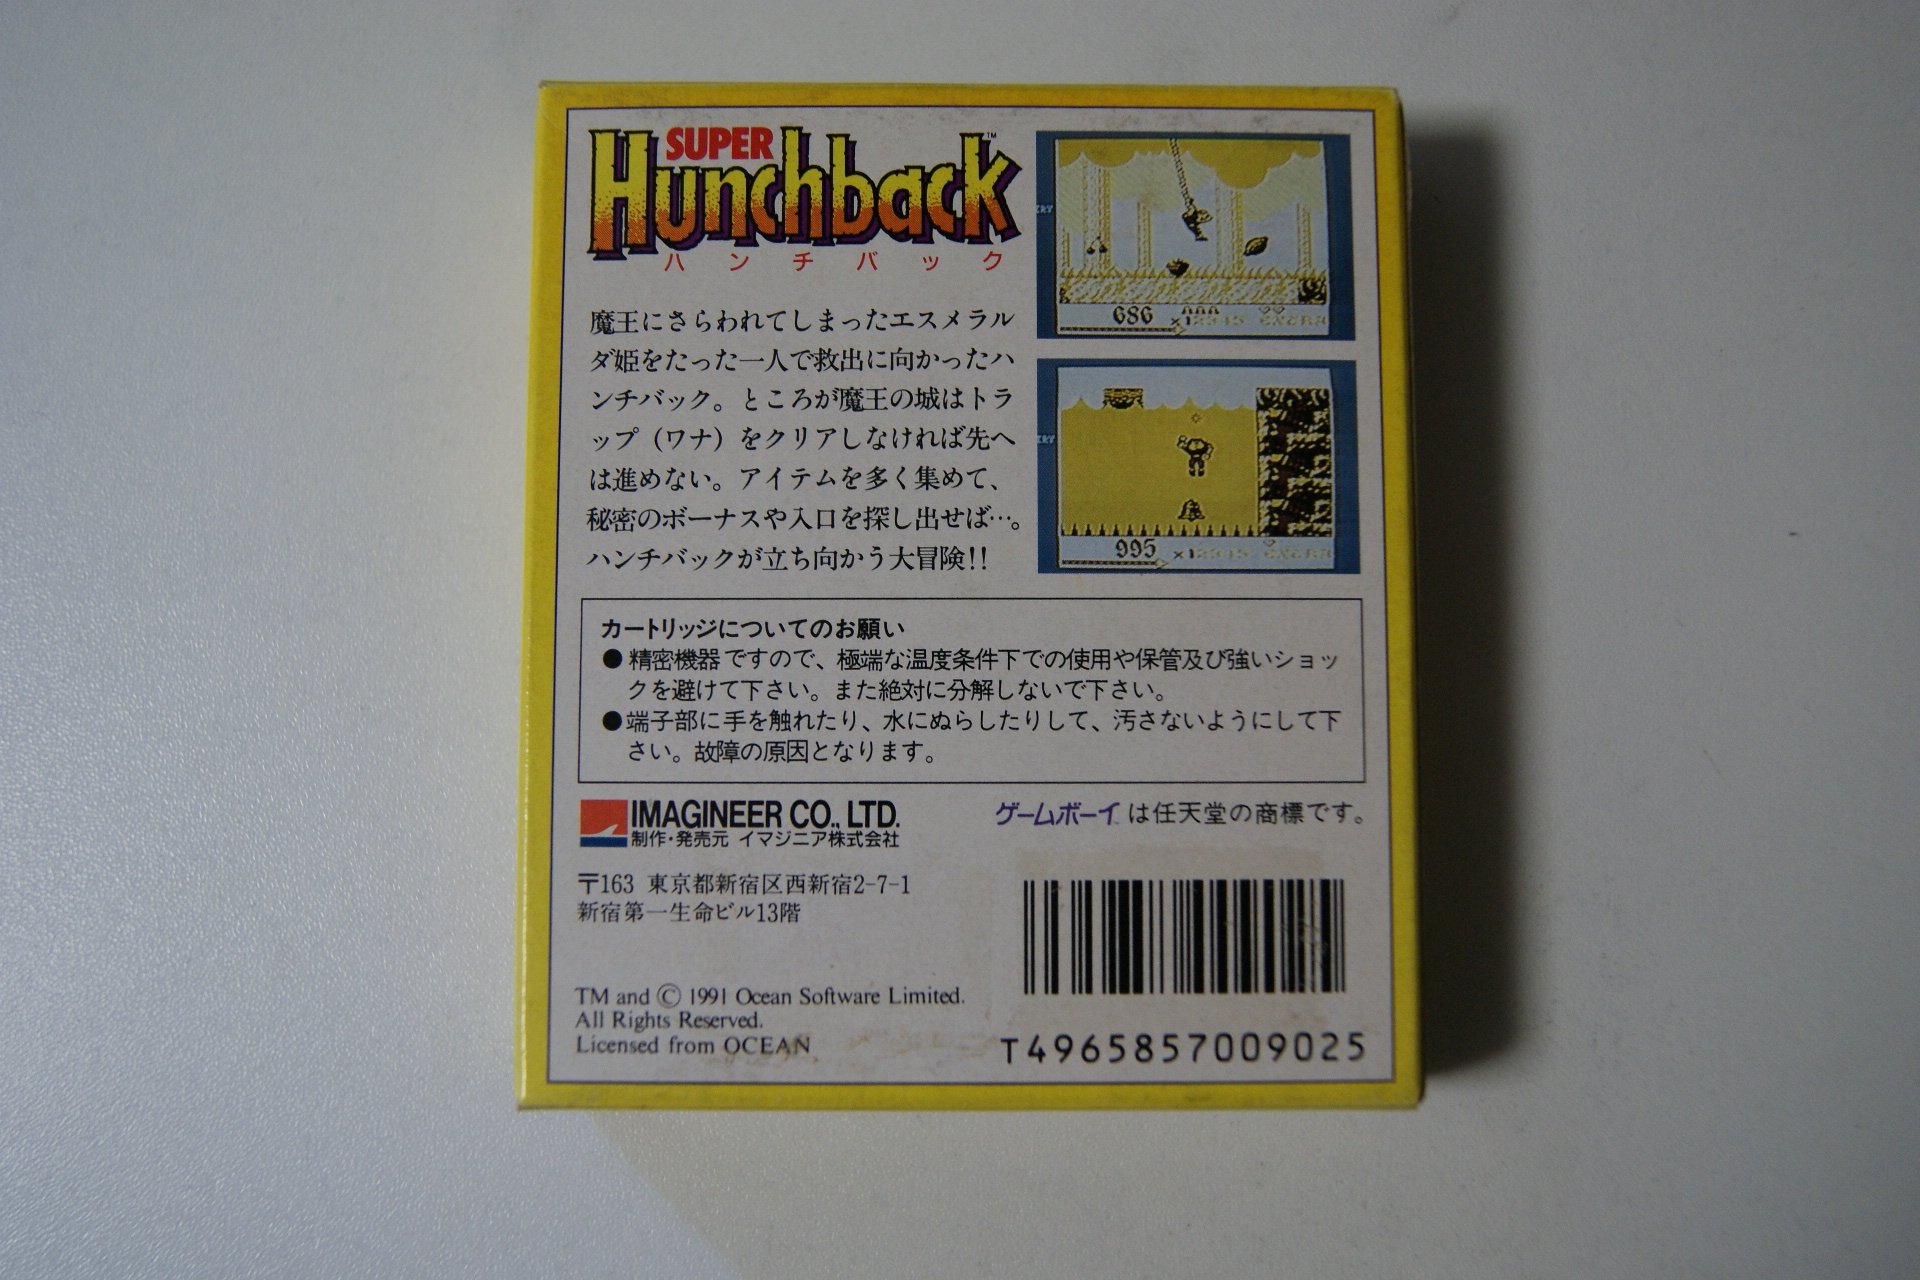 SUPER
Hunchback™
ハンチバック
魔王にさらわれてしまったエスメラル
ダ姫をたった一人で救出に向かったハ
ンチバック。ところが魔王の城はトラ
ップ（ワナ）をクリアしなければ先へ
は進めない。アイテムを多く集めて、
秘密のボーナスや入口を探し出せば…。
ハンチバックが立ち向かう大冒険!!
686
995
カートリッジについてのお願い
●精密機器ですので、極端な温度条件下での使用や保管及び強いショッ
クを避けて下さい。また絶対に分解しないで下さい。
●端子部に手を触れたり、水にぬらしたりして、汚さないようにして下
さい。故障の原因となります。
IMAGINEER CO., LTD.
制作・発売元 イマジニア株式会社
ゲームボーイは任天堂の商標です。
〒163 東京都新宿区西新宿2-7-1
新宿第一生命ビル13階
TM and © 1991 Ocean Software Limited.
All Rights Reserved.
Licensed from OCEAN
T4965857009025